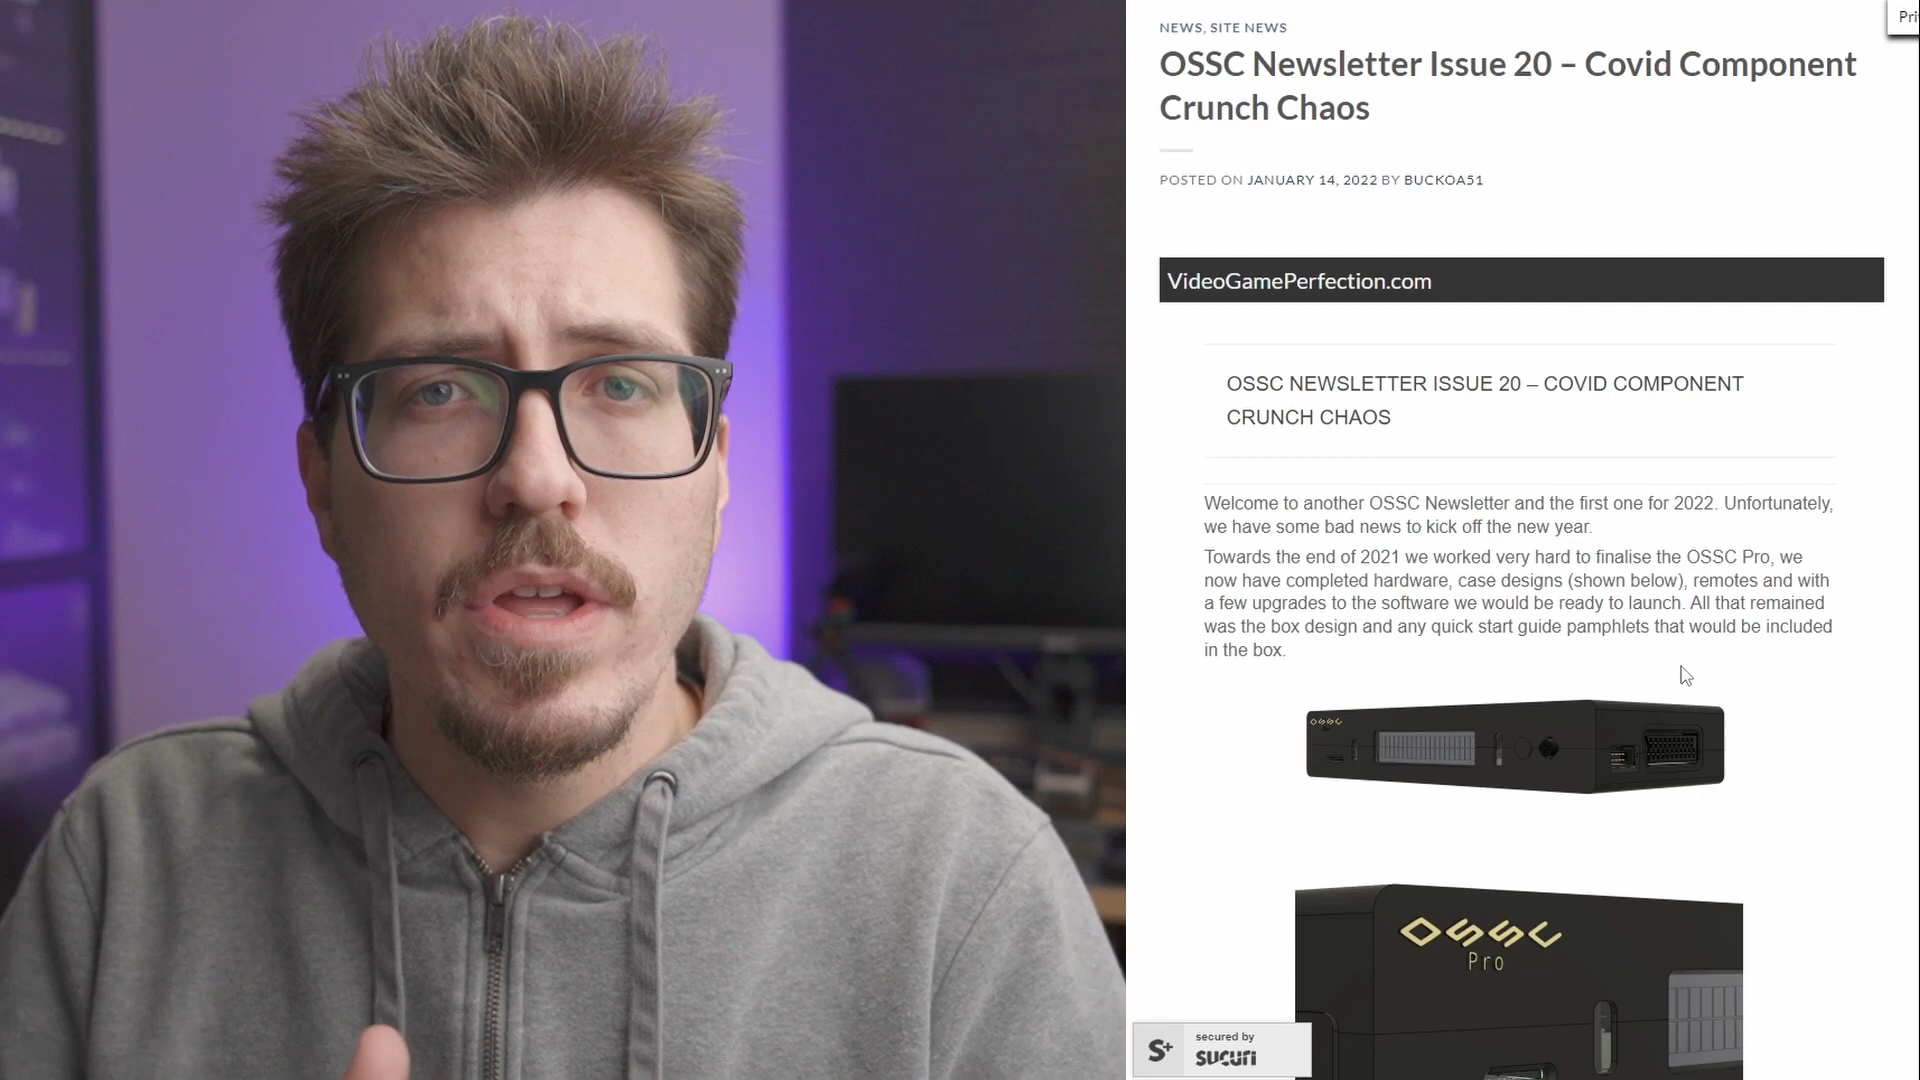 NEWS, SITE NEWS
OSSC Newsletter Issue 20 – Covid Component
Crunch Chaos
POSTED ON JANUARY 14, 2022 BY BUCKOA51
VideoGamePerfection.com
OSSC NEWSLETTER ISSUE 20 – COVID COMPONENT
CRUNCH CHAOS
Welcome to another OSSC Newsletter and the first one for 2022. Unfortunately,
we have some bad news to kick off the new year.
Towards the end of 2021 we worked very hard to finalise the OSSC Pro, we
now have completed hardware, case designs (shown below), remotes and with
a few upgrades to the software we would be ready to launch. All that remained
was the box design and any quick start guide pamphlets that would be included
in the box.
OSSC
OSSC
Pro
S+
secured by
sucuri